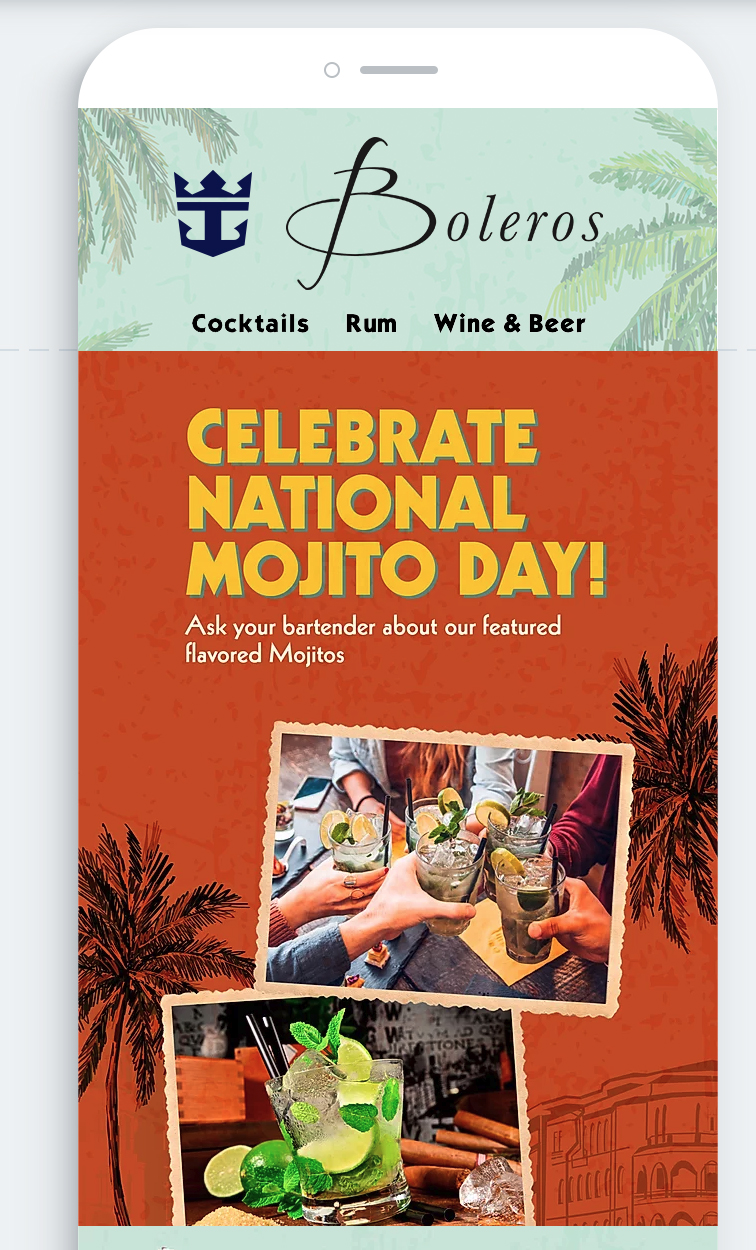 Boleros
Cocktails Rum Wine & Beer
CELEBRATE
NATIONAL
MOJITO DAY!
Ask your bartender about our featured
flavored Mojitos